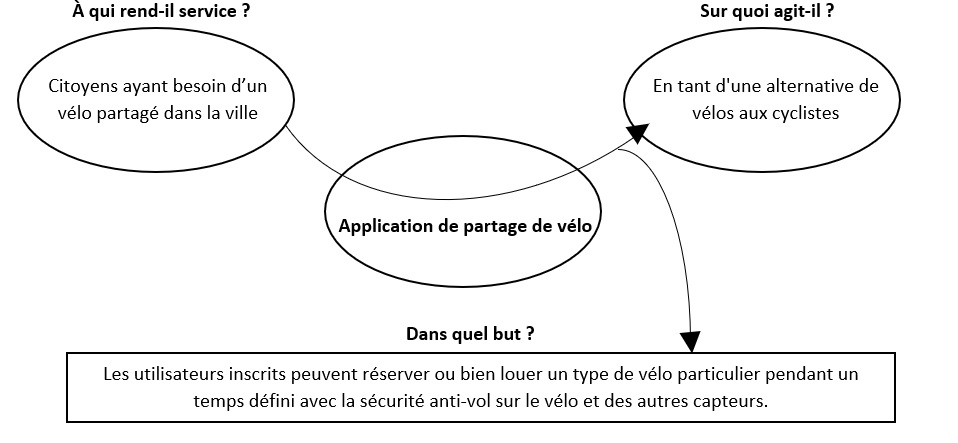 À qui rend-il service ?
Sur quoi agit-il ?
Citoyens ayant besoin d’un
vélo partagé dans la ville
En tant d'une alternative de
vélos aux cyclistes
Application de partage de vélo
Dans quel but ?
Les utilisateurs inscrits peuvent réserver ou bien louer un type de vélo particulier pendant un
temps défini avec la sécurité anti-vol sur le vélo et des autres capteurs.